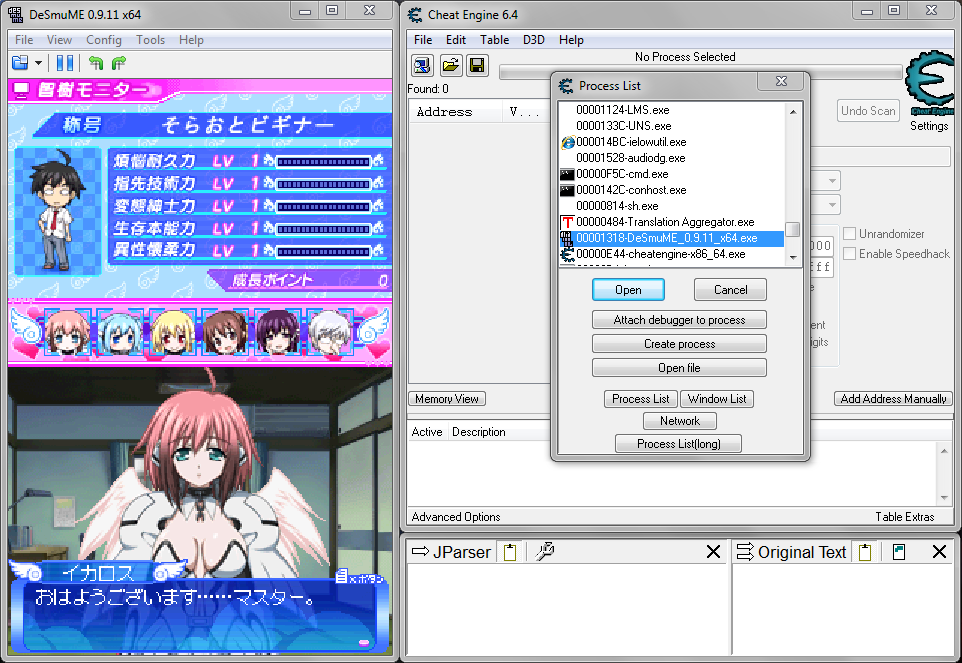 DeSmuME 0.9.11 x64
File View Config Tools Help
智樹モニター
称号 そらおとビギナー
煩悩耐久力 LV 1
指先技術力 LV 1
変態紳士力 LV 1
生存本能力 LV 1
異性懐柔力 LV 1
成長ポイント 0
イカロス
×ボタン
おはようございます……マスター。
Cheat Engine 6.4
File Edit Table D3D Help
No Process Selected
Found: 0
Address V...
Undo Scan
Cheat Engine
Settings
Unrandomizer
Enable Speedhack
Memory View
Add Address Manually
Active Description
Advanced Options
Table Extras
Process List
00001124-LMS.exe
0000133C-UNS.exe
000014BC-ielowutil.exe
00001528-audiodg.exe
00000F5C-cmd.exe
0000142C-conhost.exe
00000814-sh.exe
00000484-Translation Aggregator.exe
00001318-DeSmuME_0.9.11_x64.exe
00000E44-cheatengine-x86_64.exe
Open
Cancel
Attach debugger to process
Create process
Open file
Process List
Window List
Network
Process List(long)
JParser
Original Text